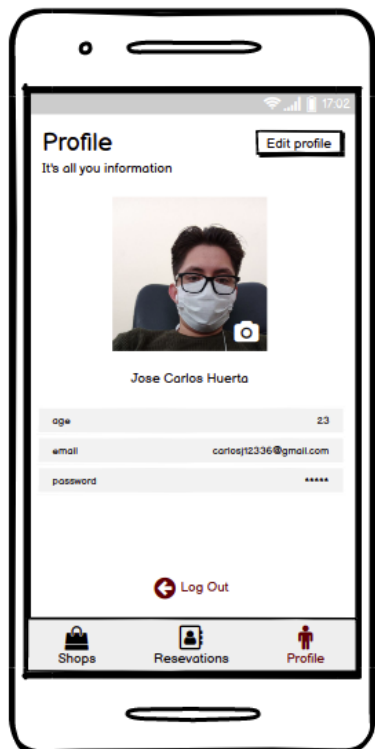 17:02
Profile
Edit profile
It's all you information
Jose Carlos Huerta
age 23
email carlosj12336@gmail.com
password *****
Log Out
Shops Resevations Profile